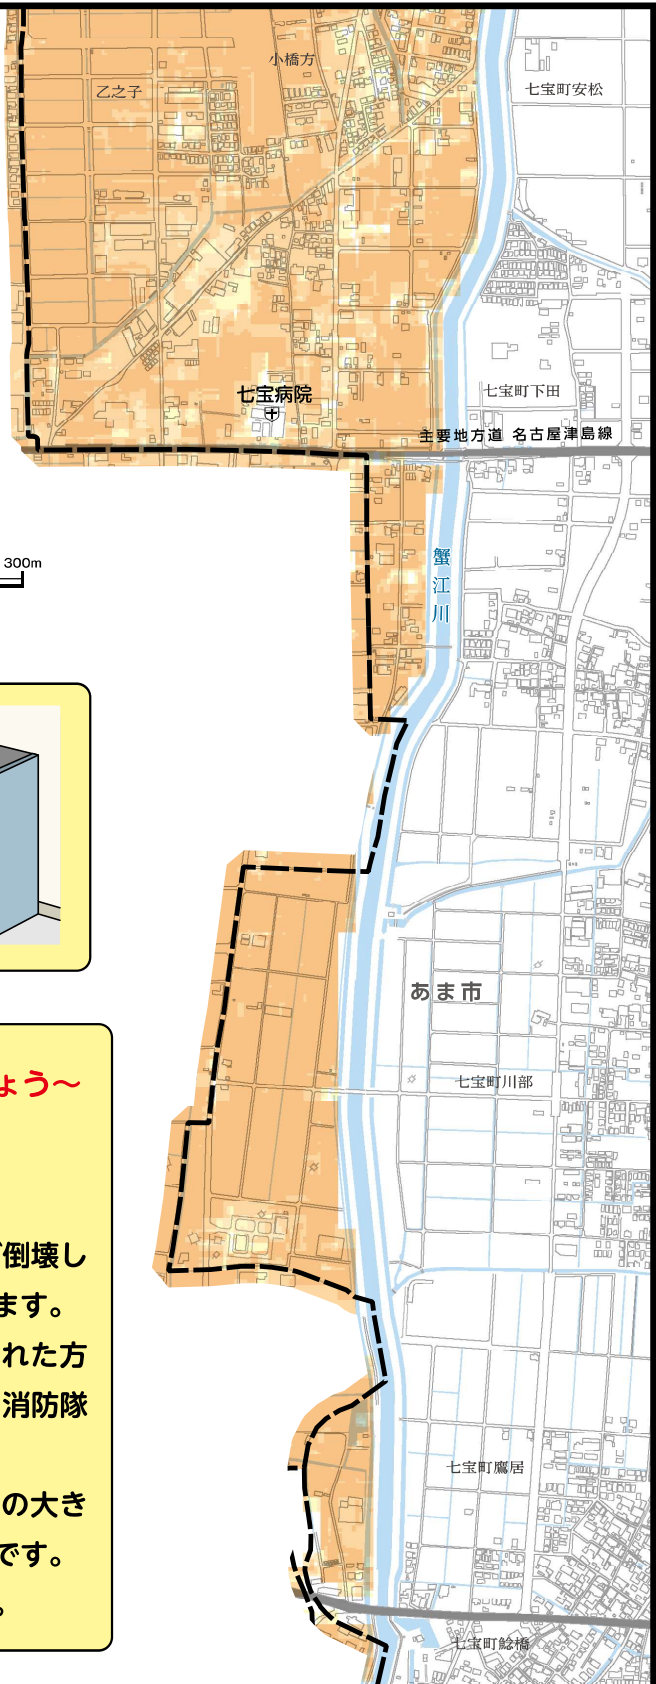 小橋方
七宝町安松
乙之子
七宝町下田
七宝病院
主要地方道 名古屋津島線
蟹江川
300m
あま市
ょう～
七宝町川部
倒壊し
ます。
れた方
消防隊
七宝町鷹居
の大き
です。
。
七宝町鯰橋